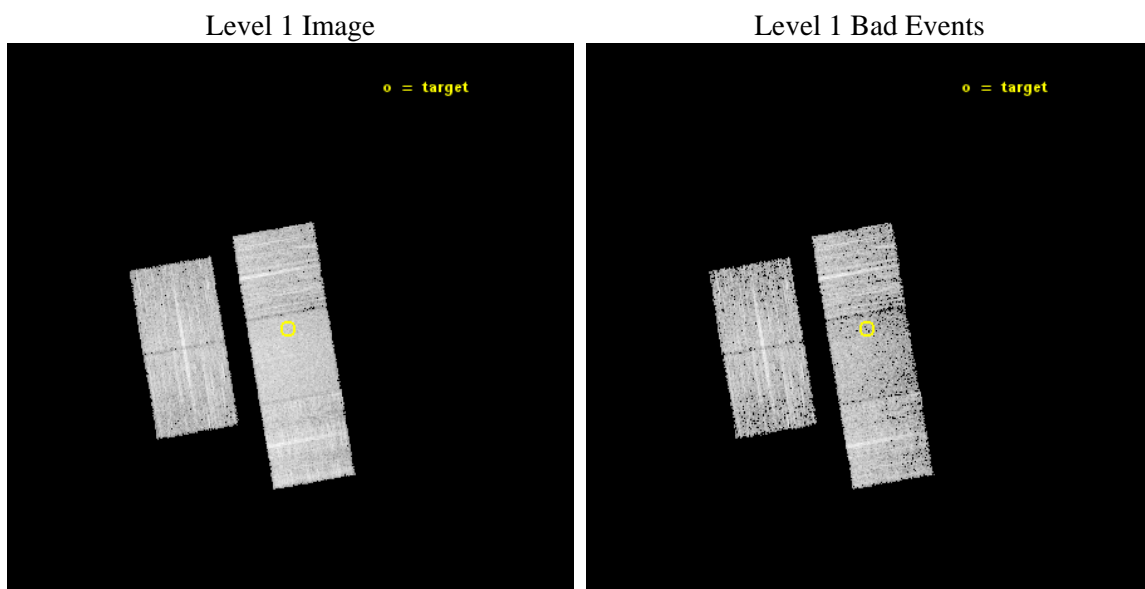 Level 1 Image
Level 1 Bad Events
o = target
o = target